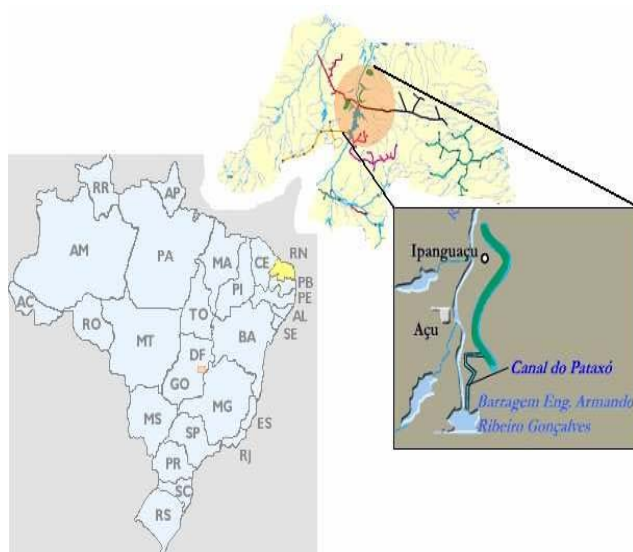 RR
AP
AM
PA
MA
CE
RN
PI
PB
PE
AL
SE
AC
RO
TO
MT
BA
DF
GO
MG
ES
MS
SP
RJ
PR
SC
RS
Ipanguaçu
Açu
Canal do Pataxó
Barragem Eng. Armando
Ribeiro Gonçalves